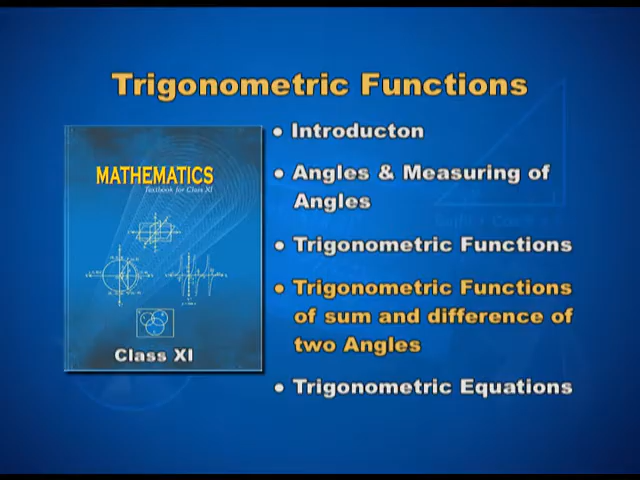 Trigonometric Functions
MATHEMATICS
Textbook for Class XI
Class XI
• Introducton
• Angles & Measuring of
Angles
• Trigonometric Functions
• Trigonometric Functions
of sum and difference of
two Angles
• Trigonometric Equations